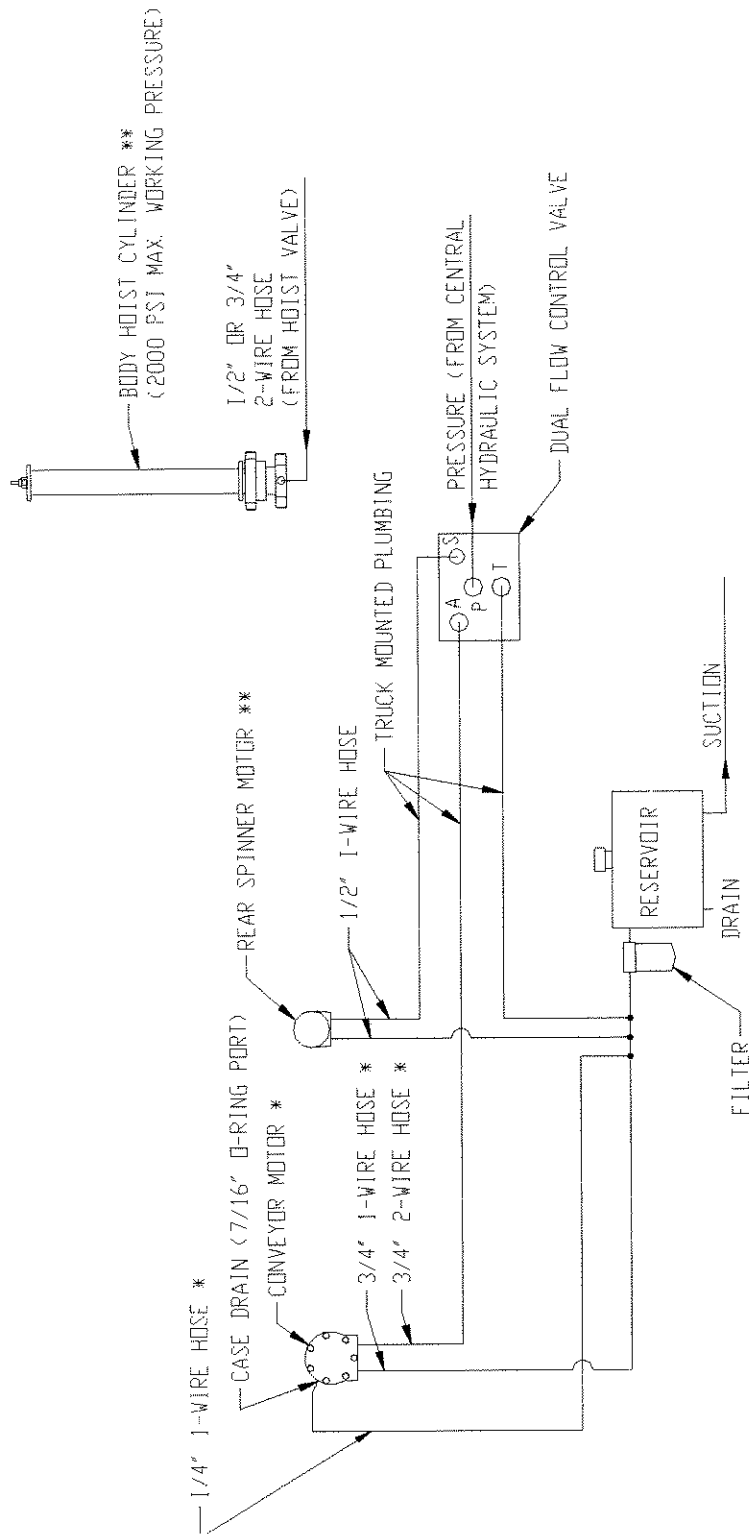 BODY HOIST CYLINDER **
(2000 PSI MAX. WORKING PRESSURE)
1/2" OR 3/4"
2-WIRE HOSE
(FROM HOIST VALVE)
1/4" 1-WIRE HOSE *
CASE DRAIN (7/16" O-RING PORT)
CONVEYOR MOTOR *
3/4" 1-WIRE HOSE *
3/4" 2-WIRE HOSE *
REAR SPINNER MOTOR **
1/2" 1-WIRE HOSE
TRUCK MOUNTED PLUMBING
PRESSURE (FROM CENTRAL
HYDRAULIC SYSTEM)
A
S
P
T
DUAL FLOW CONTROL VALVE
RESERVOIR
DRAIN
SUCTION
FILTER